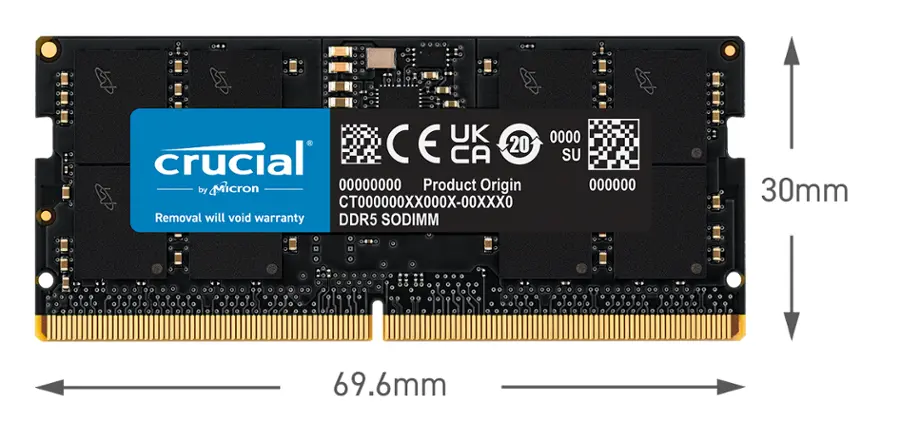 crucial®
by Micron
Removal will void warranty
CE UK CA 20 0000 SU
00000000 Product Origin 000000
CT000000XX000X-00XXX0
DDR5 SODIMM
30mm
69.6mm